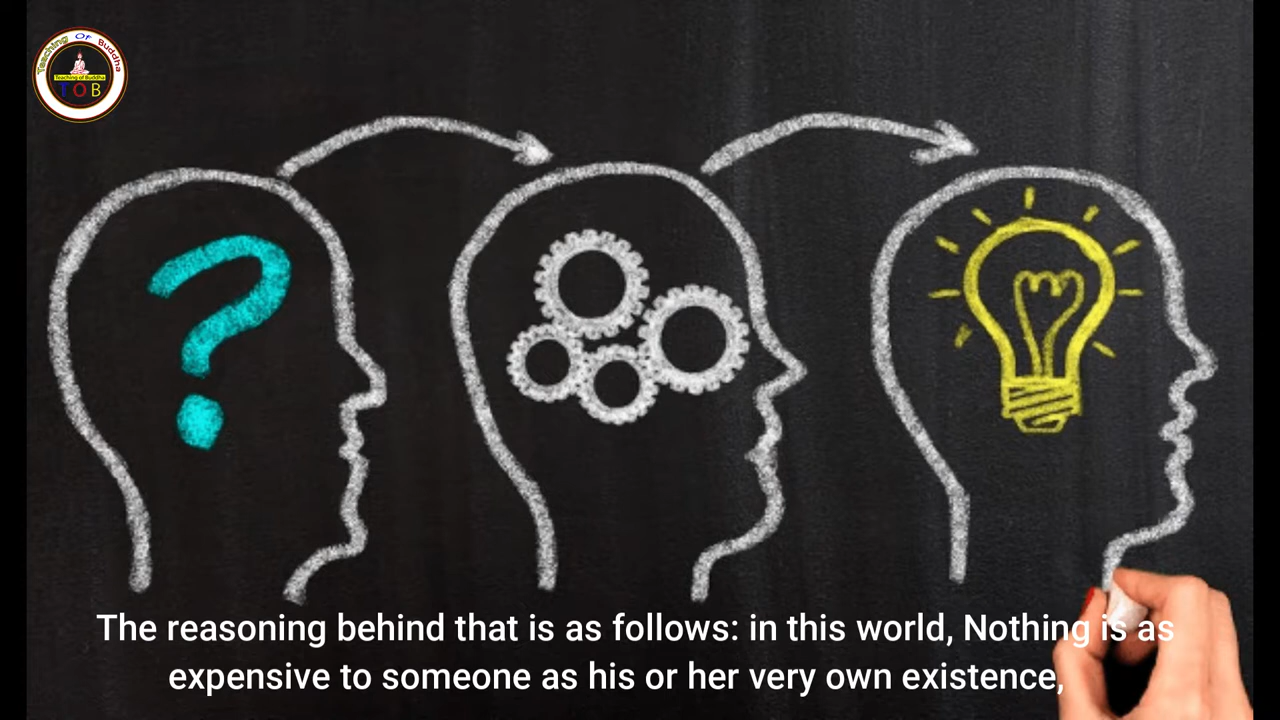 Teaching Of Buddha
Teaching of Buddha
T O B
The reasoning behind that is as follows: in this world, Nothing is as
expensive to someone as his or her very own existence,